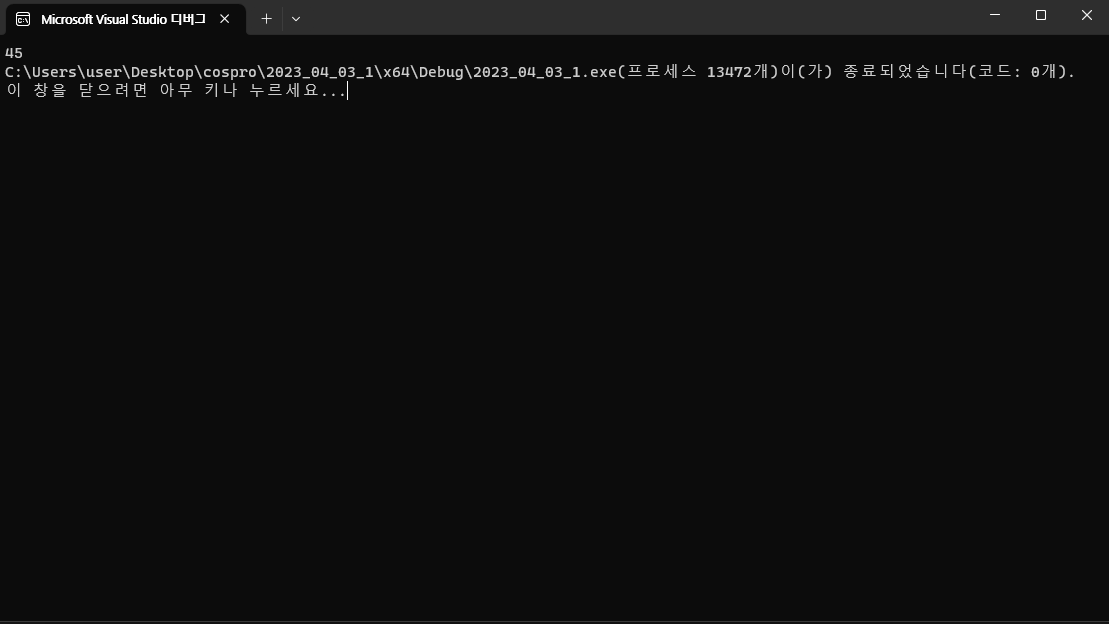 Microsoft Visual Studio 디버그
45
C:\Users\user\Desktop\cospro\2023_04_03_1\x64\Debug\2023_04_03_1.exe(프로세스 13472개)이(가) 종료되었습니다(코드: 0개).
이 창을 닫으려면 아무 키나 누르세요...